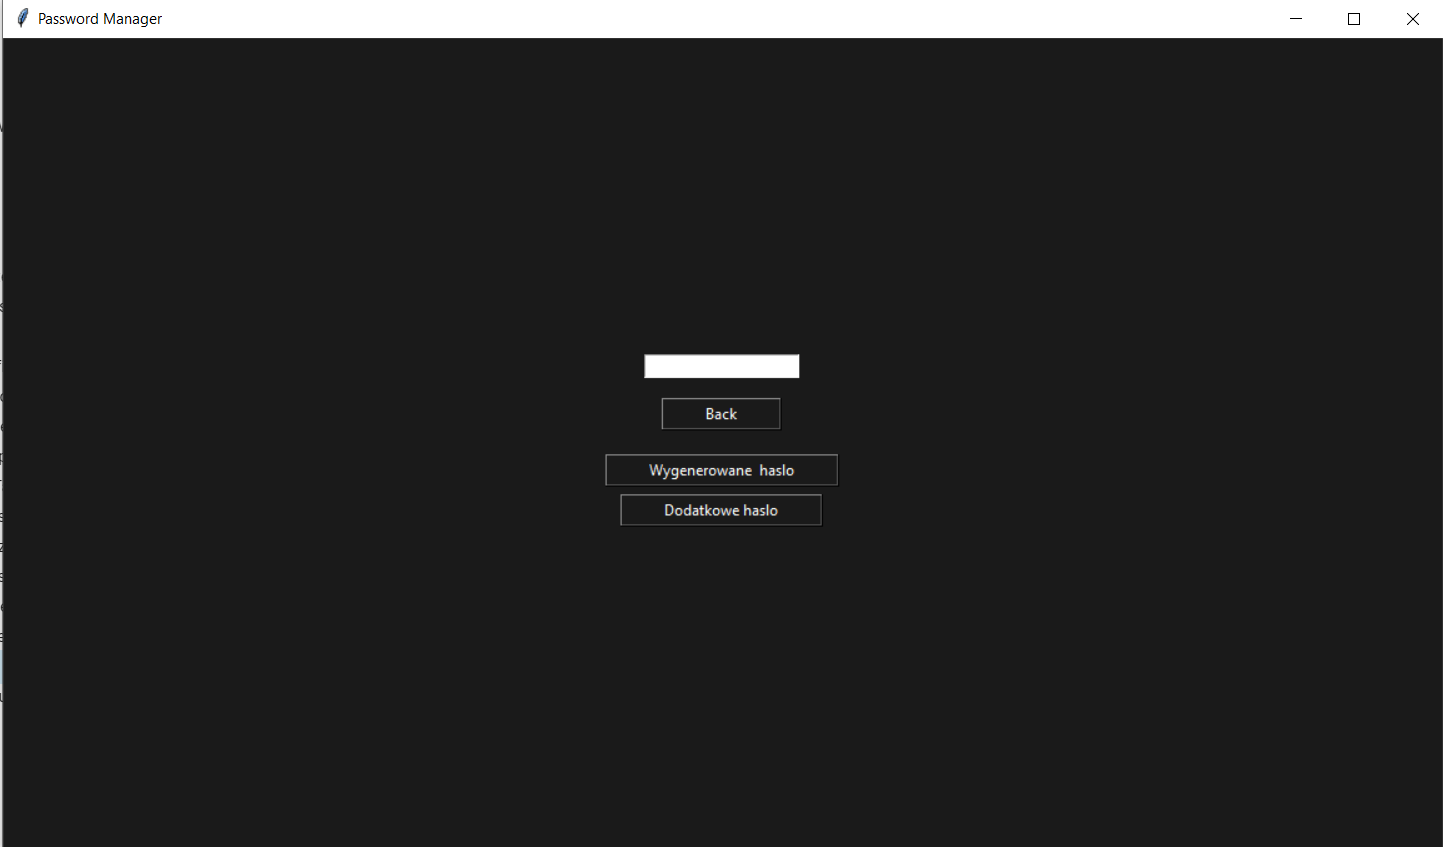 Password Manager
Back
Wygenerowane  haslo
Dodatkowe haslo